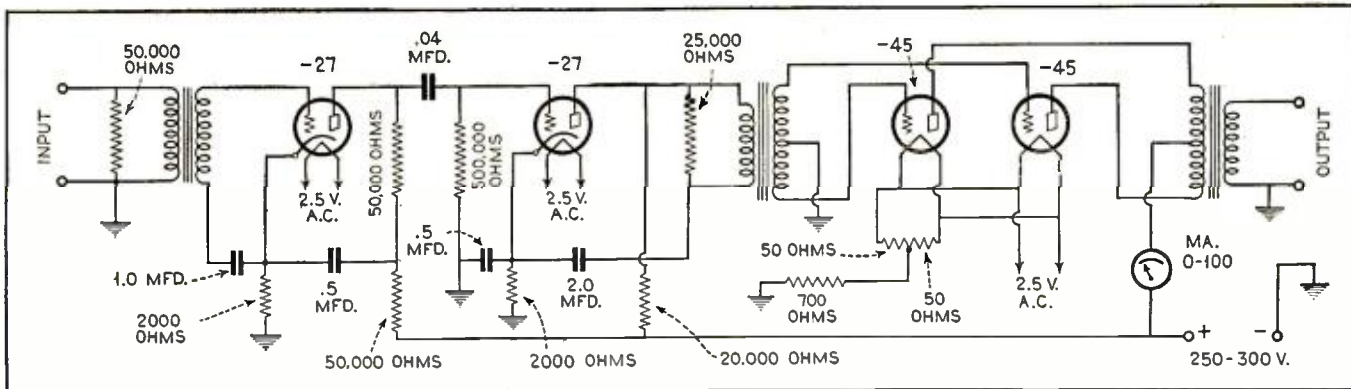 50,000
OHMS
INPUT
-27
.04
MFD.
50,000 OHMS
500,000
OHMS
-27
25,000
OHMS
-45
-45
OUTPUT
2.5 V.
A.C.
2.5 V.
A.C.
1.0 MFD.
.5
MFD.
.5
MFD.
2.0
MFD.
50 OHMS
50
OHMS
2.5 V.
A.C.
MA.
0-100
2000
OHMS
50,000 OHMS
2000 OHMS
20,000 OHMS
700
OHMS
+
-
250-300 V.